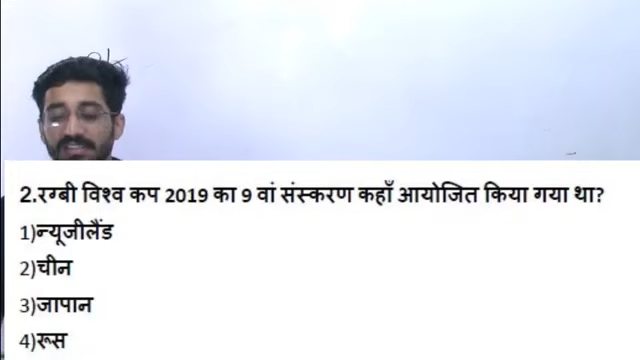 2.रग्बी विश्व कप 2019 का 9 वां संस्करण कहाँ आयोजित किया गया था?
1)न्यूजीलैंड
2)चीन
3)जापान
4)रूस